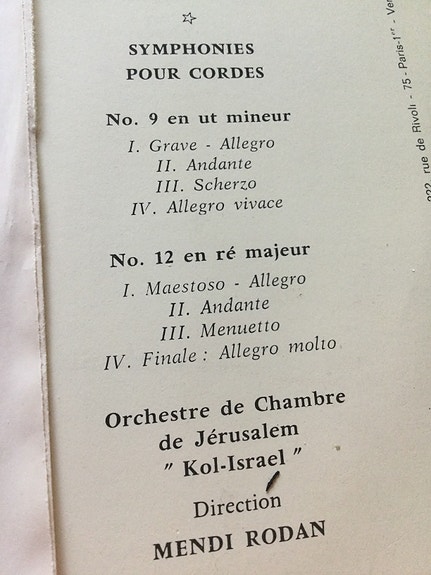 SYMPHONIES
POUR CORDES
No. 9 en ut mineur
I. Grave - Allegro
II. Andante
III. Scherzo
IV. Allegro vivace
No. 12 en ré majeur
I. Maestoso - Allegro
II. Andante
III. Menuetto
IV. Finale : Allegro molto
Orchestre de Chambre
de Jérusalem
" Kol-Israel "
Direction
MENDI RODAN
rue de Rivoli - 75 - Paris-1er -